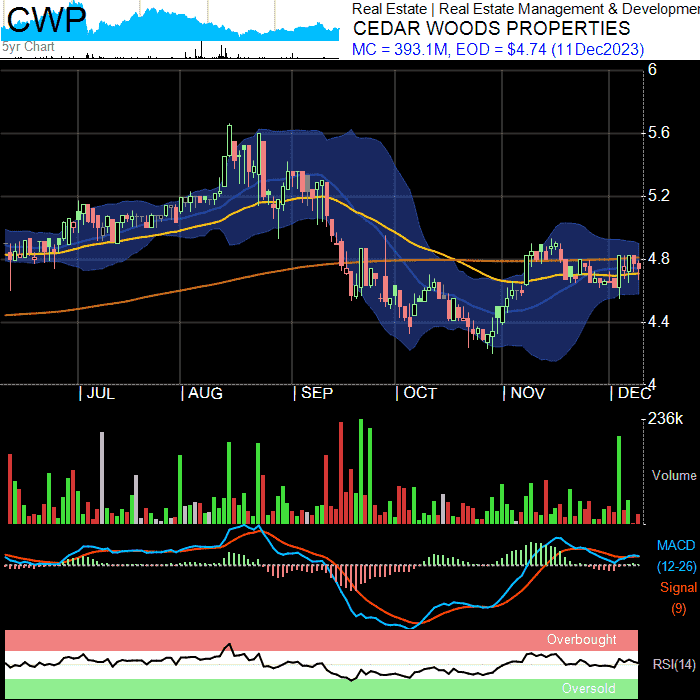 CWP
5yr Chart
Real Estate | Real Estate Management & Developmen
CEDAR WOODS PROPERTIES
MC = 393.1M, EOD = $4.74 (11Dec2023)
6
5.6
5.2
4.8
4.4
4
| JUL
| AUG
| SEP
| OCT
| NOV
| DEC
236k
Volume
MACD
(12-26)
Signal
(9)
Overbought
RSI(14)
Oversold